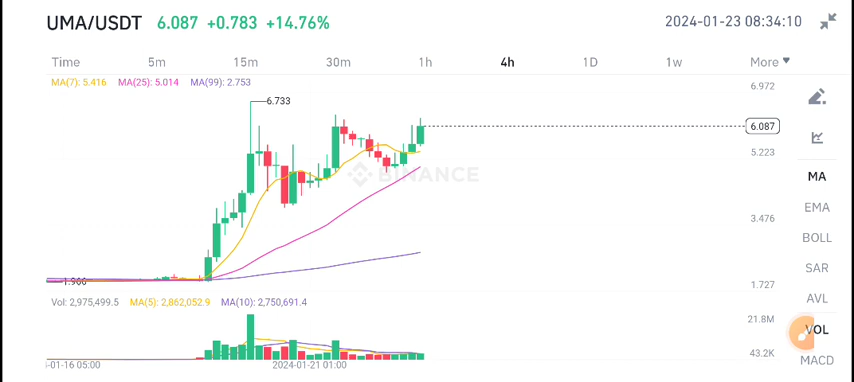 UMA/USDT 6.087 +0.783 +14.76% 2024-01-23 08:34:10
Time 5m 15m 30m 1h 4h 1D 1w More
MA(7): 5.416 MA(25): 5.014 MA(99): 2.753
6.972
6.733
6.087
5.223
BINANCE
3.476
1.906
1.727
MA
EMA
BOLL
SAR
AVL
VOL
MACD
Vol: 2,975,499.5 MA(5): 2,862,052.9 MA(10): 2,750,691.4
21.8M
43.2K
-01-16 05:00 2024-01-21 01:00